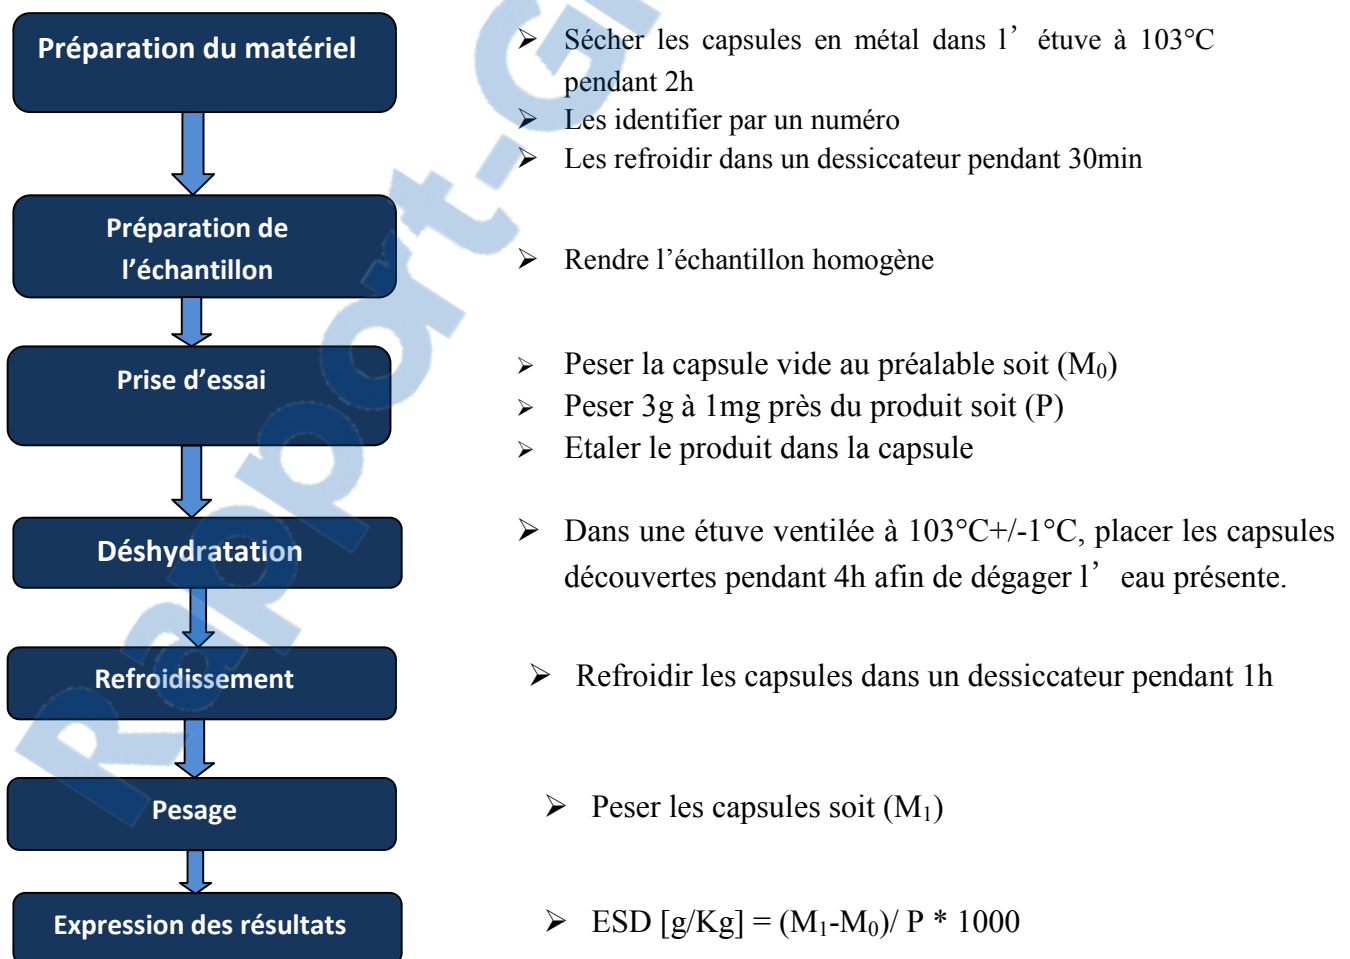 Préparation du matériel
➢ Sécher les capsules en métal dans l’étuve à 103°C
pendant 2h
➢ Les identifier par un numéro
➢ Les refroidir dans un dessiccateur pendant 30min
Préparation de
l’échantillon
➢ Rendre l’échantillon homogène
Prise d’essai
➢ Peser la capsule vide au préalable soit (M₀)
➢ Peser 3g à 1mg près du produit soit (P)
➢ Etaler le produit dans la capsule
Déshydratation
➢ Dans une étuve ventilée à 103°C+/-1°C, placer les capsules
découvertes pendant 4h afin de dégager l’eau présente.
Refroidissement
➢ Refroidir les capsules dans un dessiccateur pendant 1h
Pesage
➢ Peser les capsules soit (M₁)
Expression des résultats
➢ ESD [g/Kg] = (M₁-M₀)/ P * 1000
Rapport-G